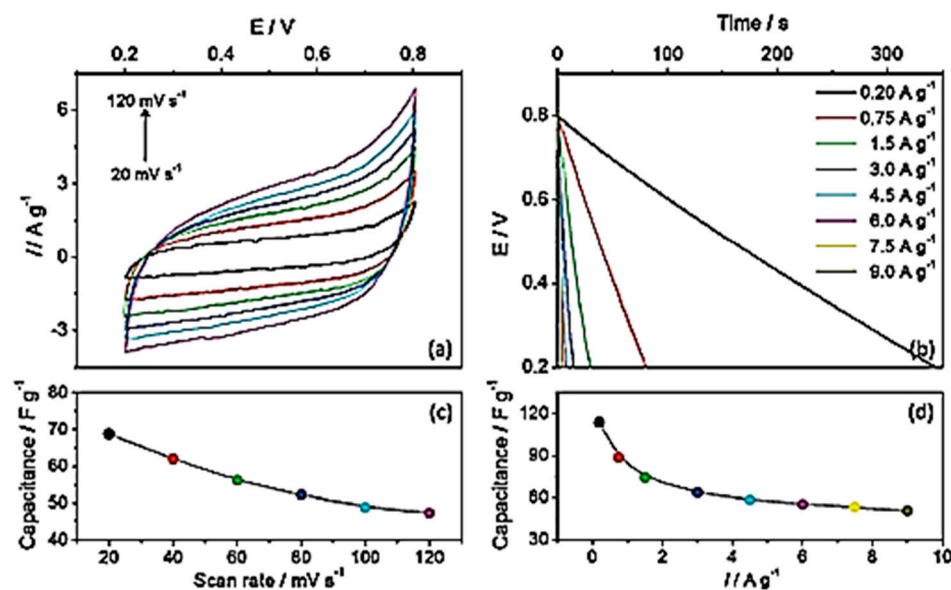 E / V
0.2 0.4 0.6 0.8
120 mV s⁻¹
20 mV s⁻¹
6
3
0
-3
I / A g⁻¹
(a)
Time / s
0 100 200 300
0.8
0.6
0.4
0.2
E / V
0.20 A g⁻¹
0.75 A g⁻¹
1.5 A g⁻¹
3.0 A g⁻¹
4.5 A g⁻¹
6.0 A g⁻¹
7.5 A g⁻¹
9.0 A g⁻¹
(b)
80
70
60
50
40
Capacitance / F g⁻¹
(c)
20 40 60 80 100 120
Scan rate / mV s⁻¹
120
90
60
30
Capacitance / F g⁻¹
(d)
0 2 4 6 8 10
I / A g⁻¹